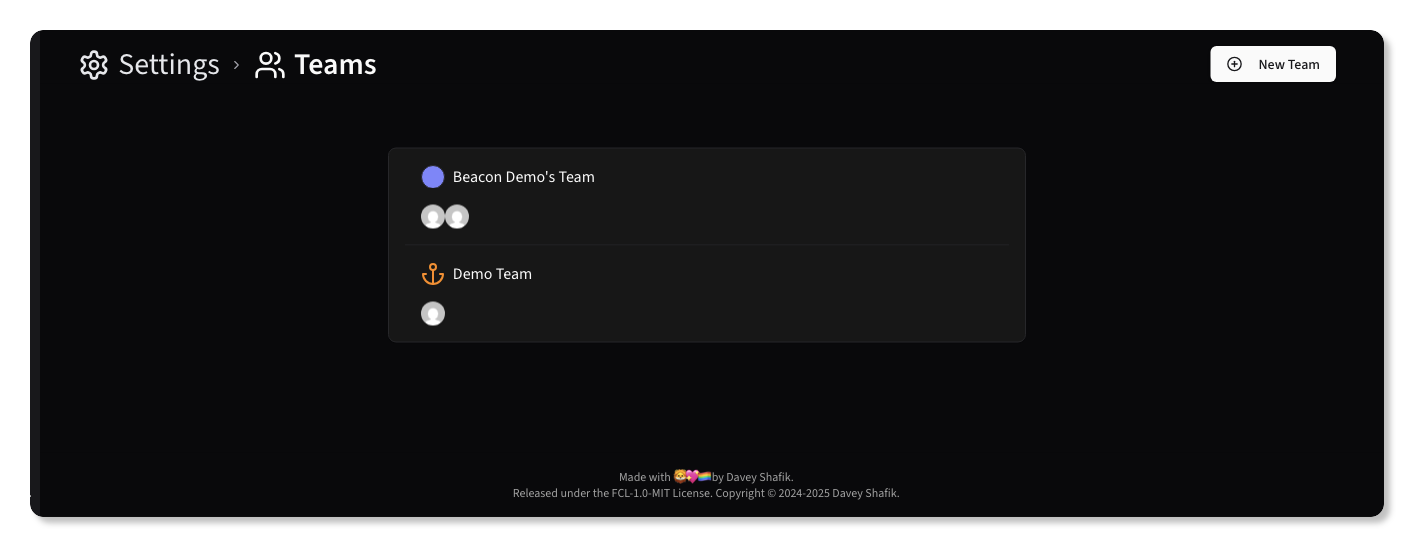 Settings > Teams
New Team
Beacon Demo's Team
Demo Team
Made with 🦁💖🏳️‍🌈 by Davey Shafik.
Released under the FCL-1.0-MIT License. Copyright © 2024-2025 Davey Shafik.